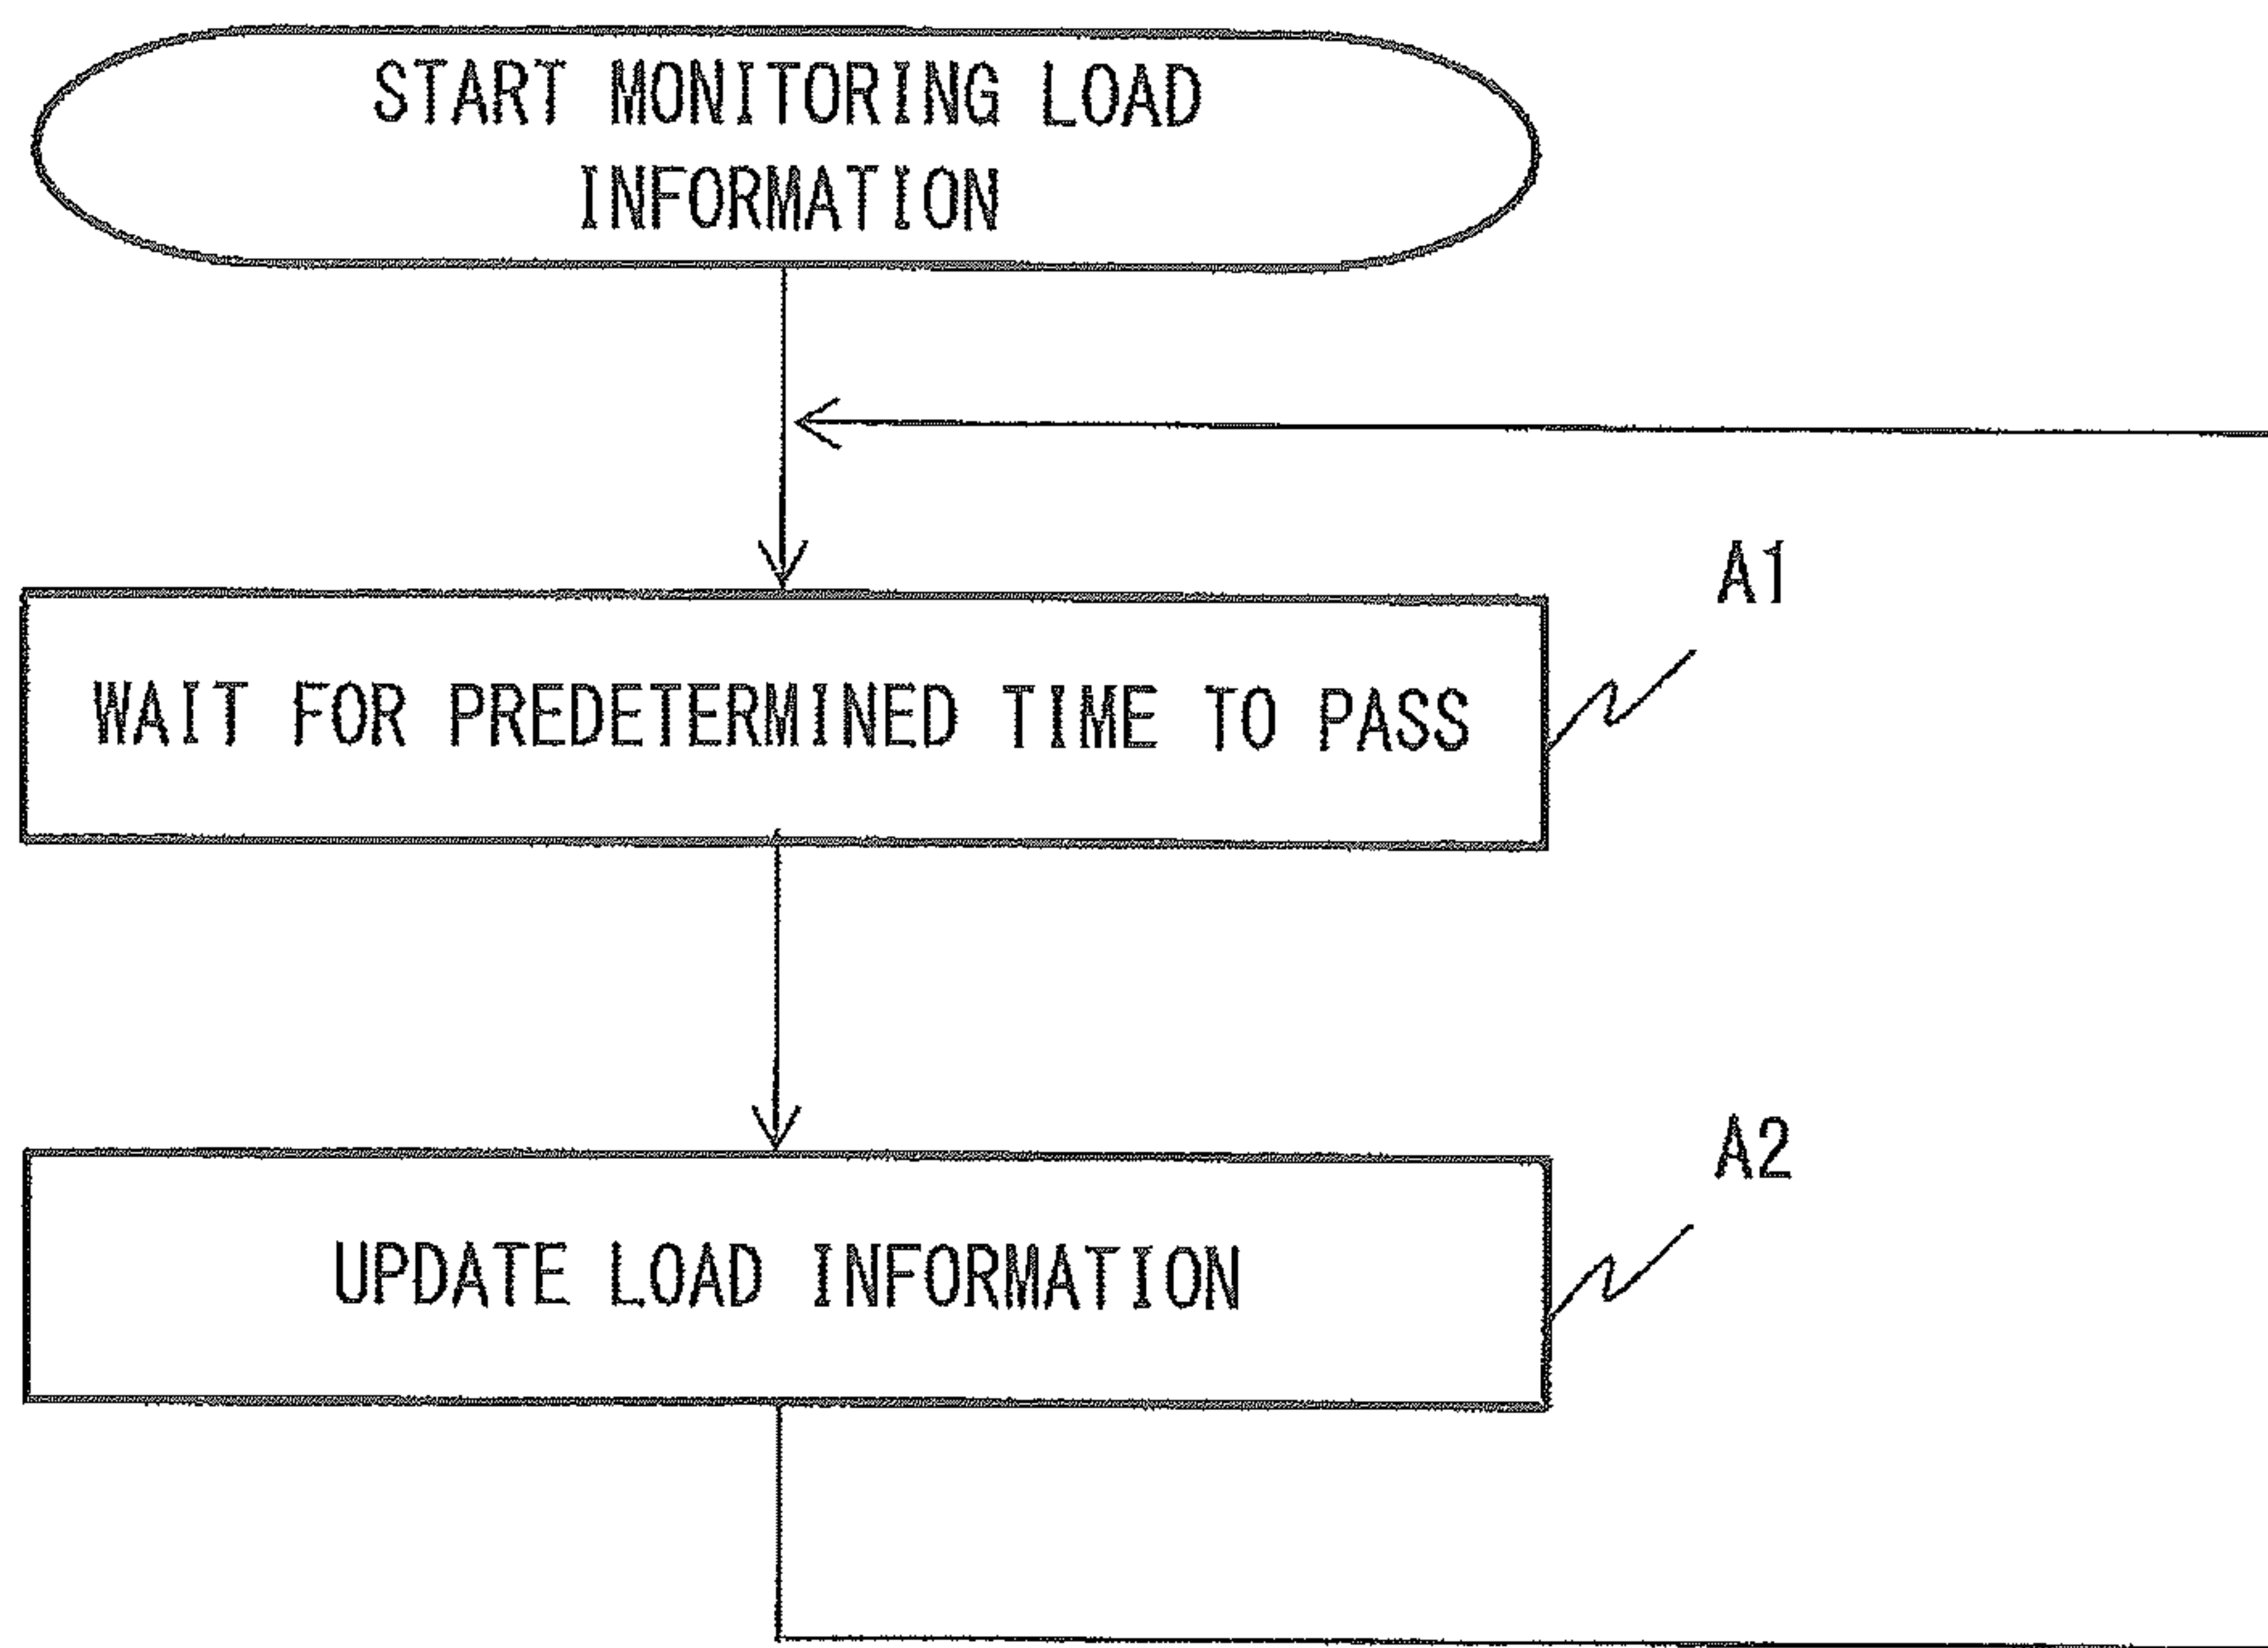 START MONITORING LOAD
INFORMATION
A1
WAIT FOR PREDETERMINED TIME TO PASS
A2
UPDATE LOAD INFORMATION